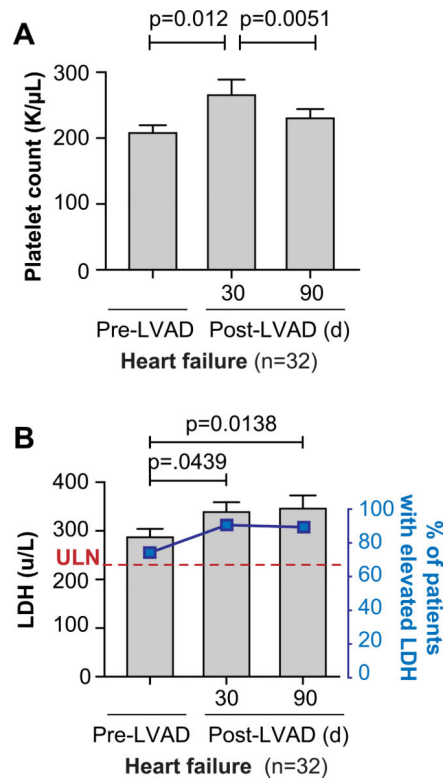 A
p=0.012 p=0.0051
Platelet count (K/µL)
300
200
100
0
30 90
Pre-LVAD Post-LVAD (d)
Heart failure (n=32)
B
p=0.0138
p=.0439
LDH (u/L)
400
300
200
100
0
ULN
100
80
60
40
20
0
% of patients
with elevated LDH
30 90
Pre-LVAD Post-LVAD (d)
Heart failure (n=32)